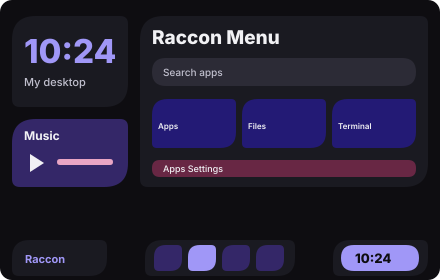 10:24
My desktop
Music
Raccon Menu
Search apps
Apps
Files
Terminal
Apps Settings
Raccon
10:24